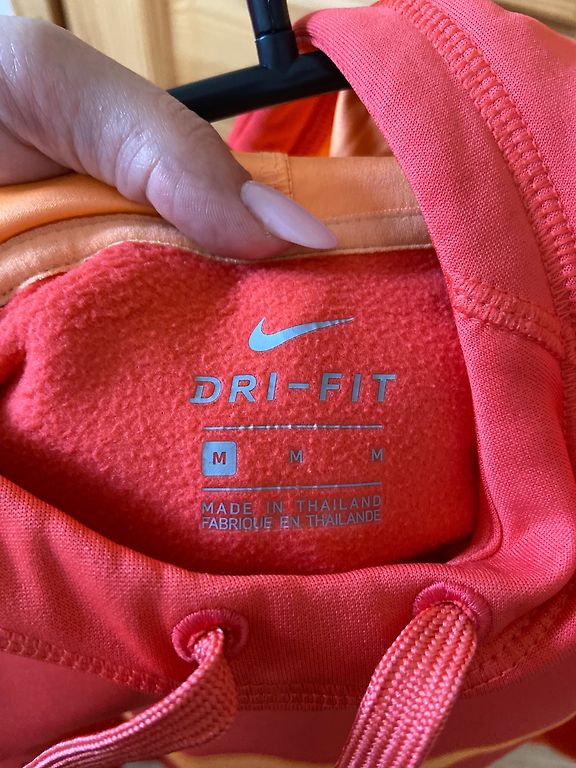 DRI-FIT
M M M
MADE IN THAILAND
FABRIQUE EN THAILANDE